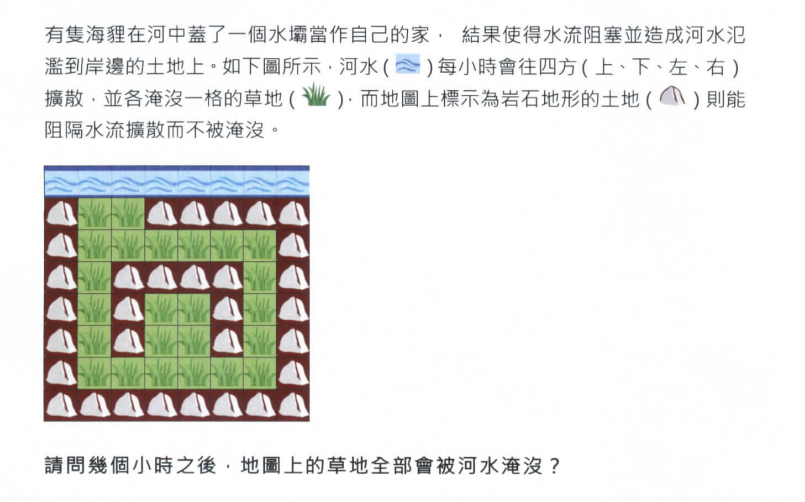 有隻海貍在河中蓋了一個水壩當作自己的家， 結果使得水流阻塞並造成河水氾
濫到岸邊的土地上。如下圖所示，河水( )每小時會往四方(上、下、左、右)
擴散，並各淹沒一格的草地( )，而地圖上標示為岩石地形的土地( )則能
阻隔水流擴散而不被淹沒。
請問幾個小時之後，地圖上的草地全部會被河水淹沒？